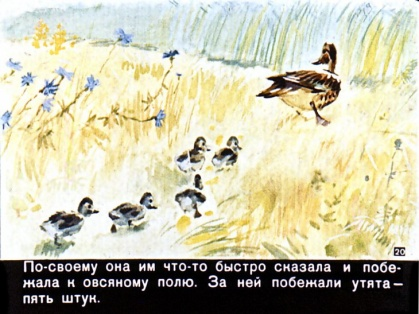 20
По-своему она им что-то быстро сказала и побе-
жала к овсяному полю. За ней побежали утята—
пять штук.